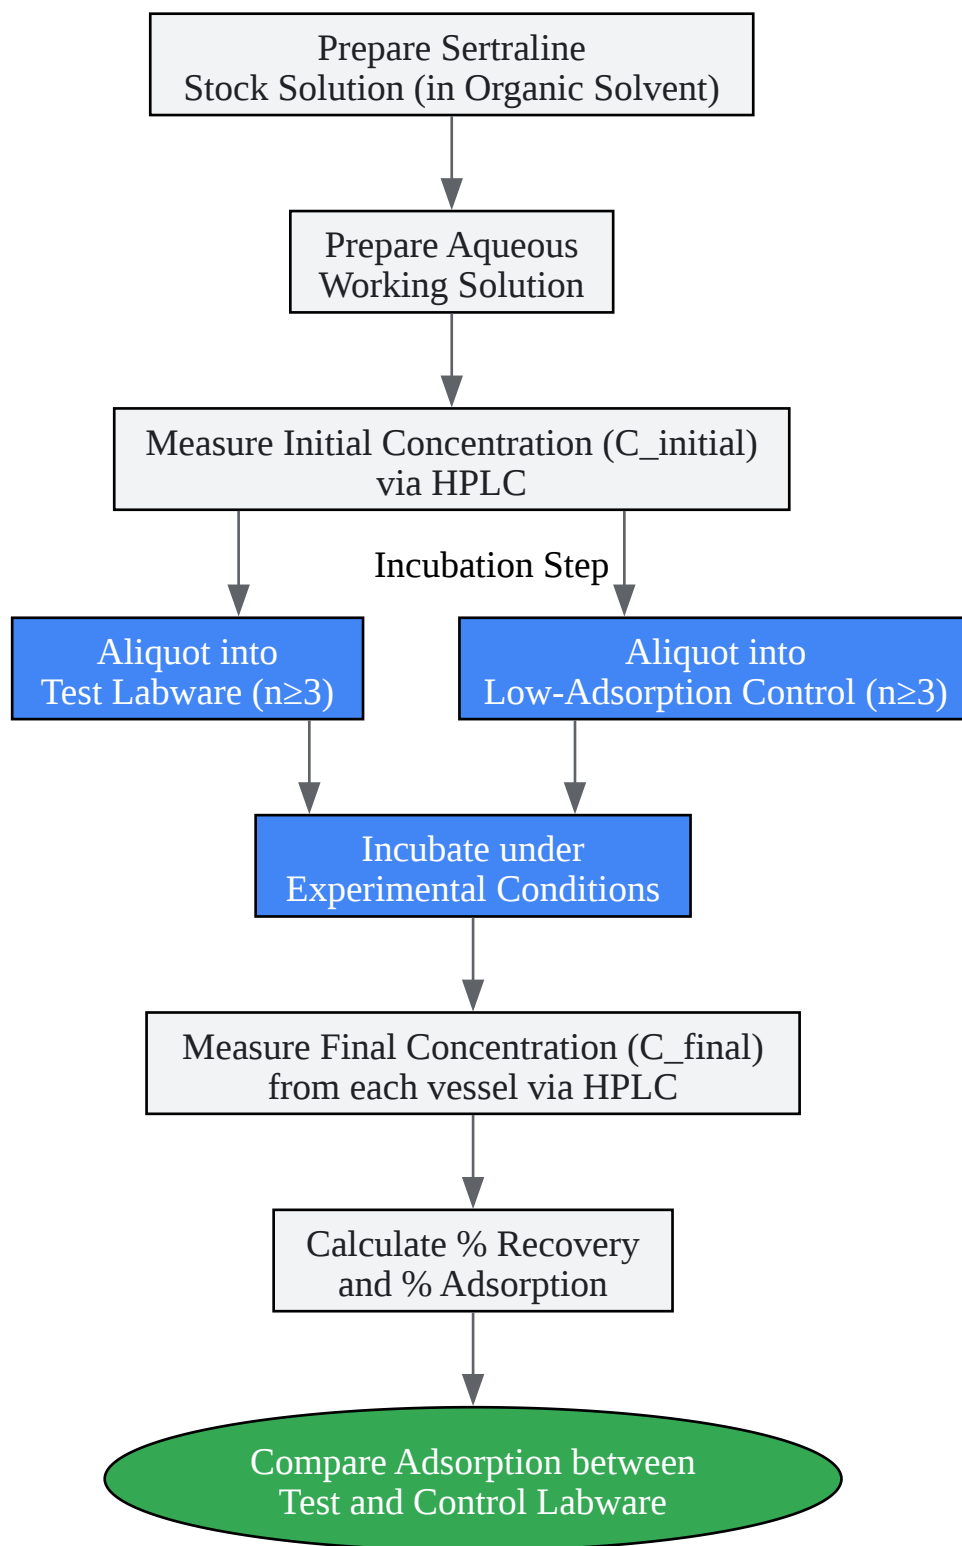 Prepare Sertraline
Stock Solution (in Organic Solvent)
Prepare Aqueous
Working Solution
Measure Initial Concentration (C_initial)
via HPLC
Incubation Step
Aliquot into
Test Labware (n≥3)
Aliquot into
Low-Adsorption Control (n≥3)
Incubate under
Experimental Conditions
Measure Final Concentration (C_final)
from each vessel via HPLC
Calculate % Recovery
and % Adsorption
Compare Adsorption between
Test and Control Labware